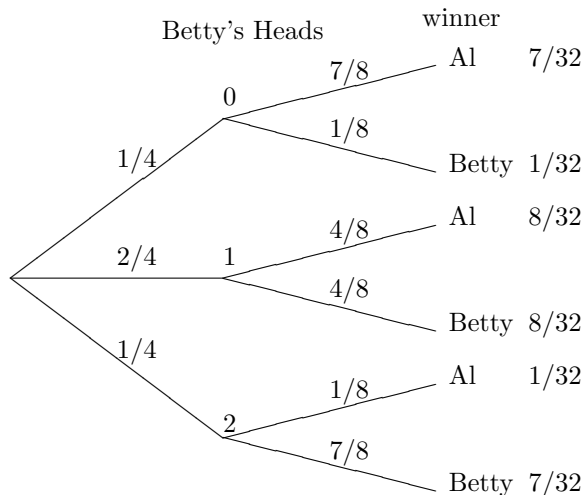 winner
Betty's Heads
Al 7/32
7/8
0
1/8
1/4
Betty 1/32
Al 8/32
4/8
2/4
1
4/8
Betty 8/32
1/4
Al 1/32
1/8
2
7/8
Betty 7/32